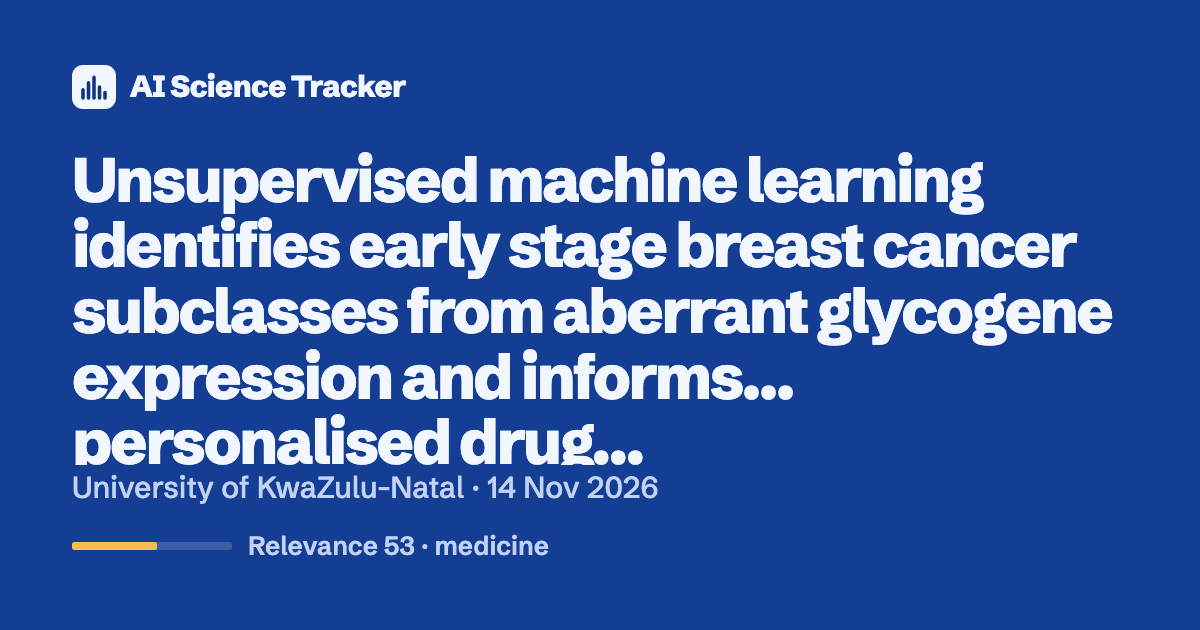 AI Science Tracker
Unsupervised machine learning
identifies early stage breast cancer
subclasses from aberrant glycogene
expression and informs...
personalised drug...
University of KwaZulu-Natal · 14 Nov 2026
Relevance 53 · medicine